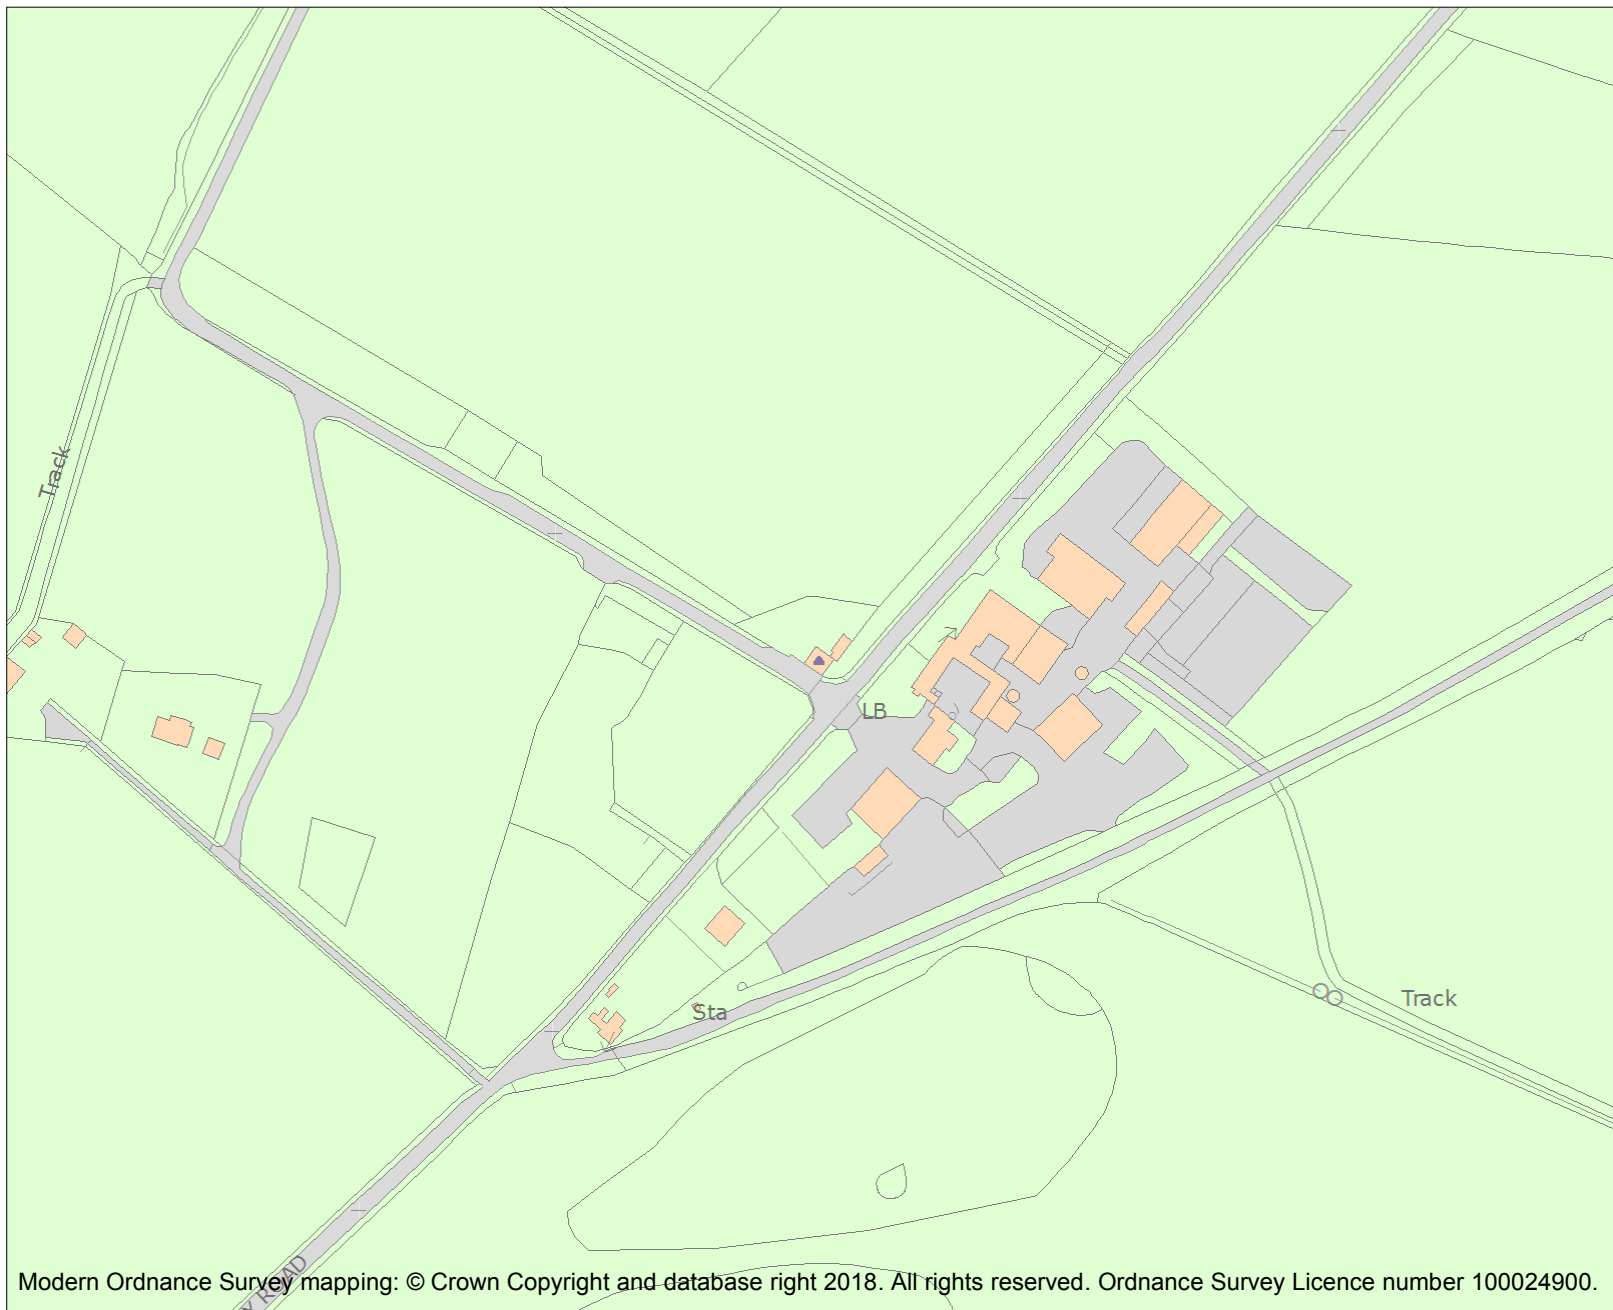 Track
LB
Sta
Track
Y ROAD
Modern Ordnance Survey mapping: © Crown Copyright and database right 2018. All rights reserved. Ordnance Survey Licence number 100024900.